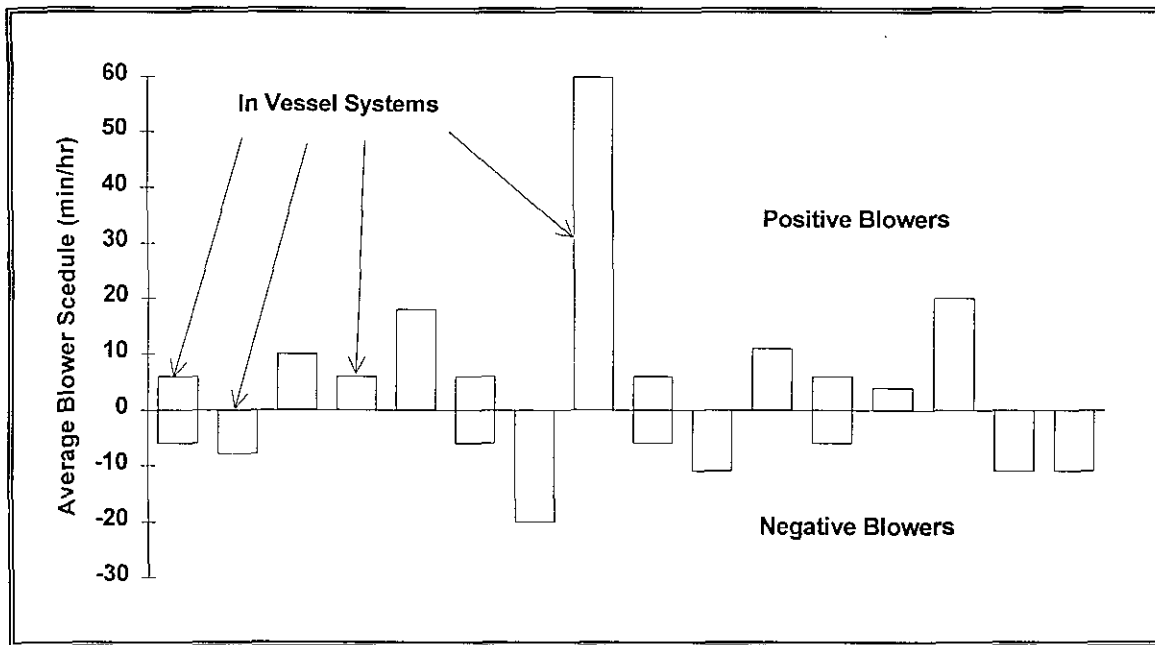 Average Blower Scedule (min/hr)
60
50
40
30
20
10
0
-10
-20
-30
In Vessel Systems
Positive Blowers
Negative Blowers